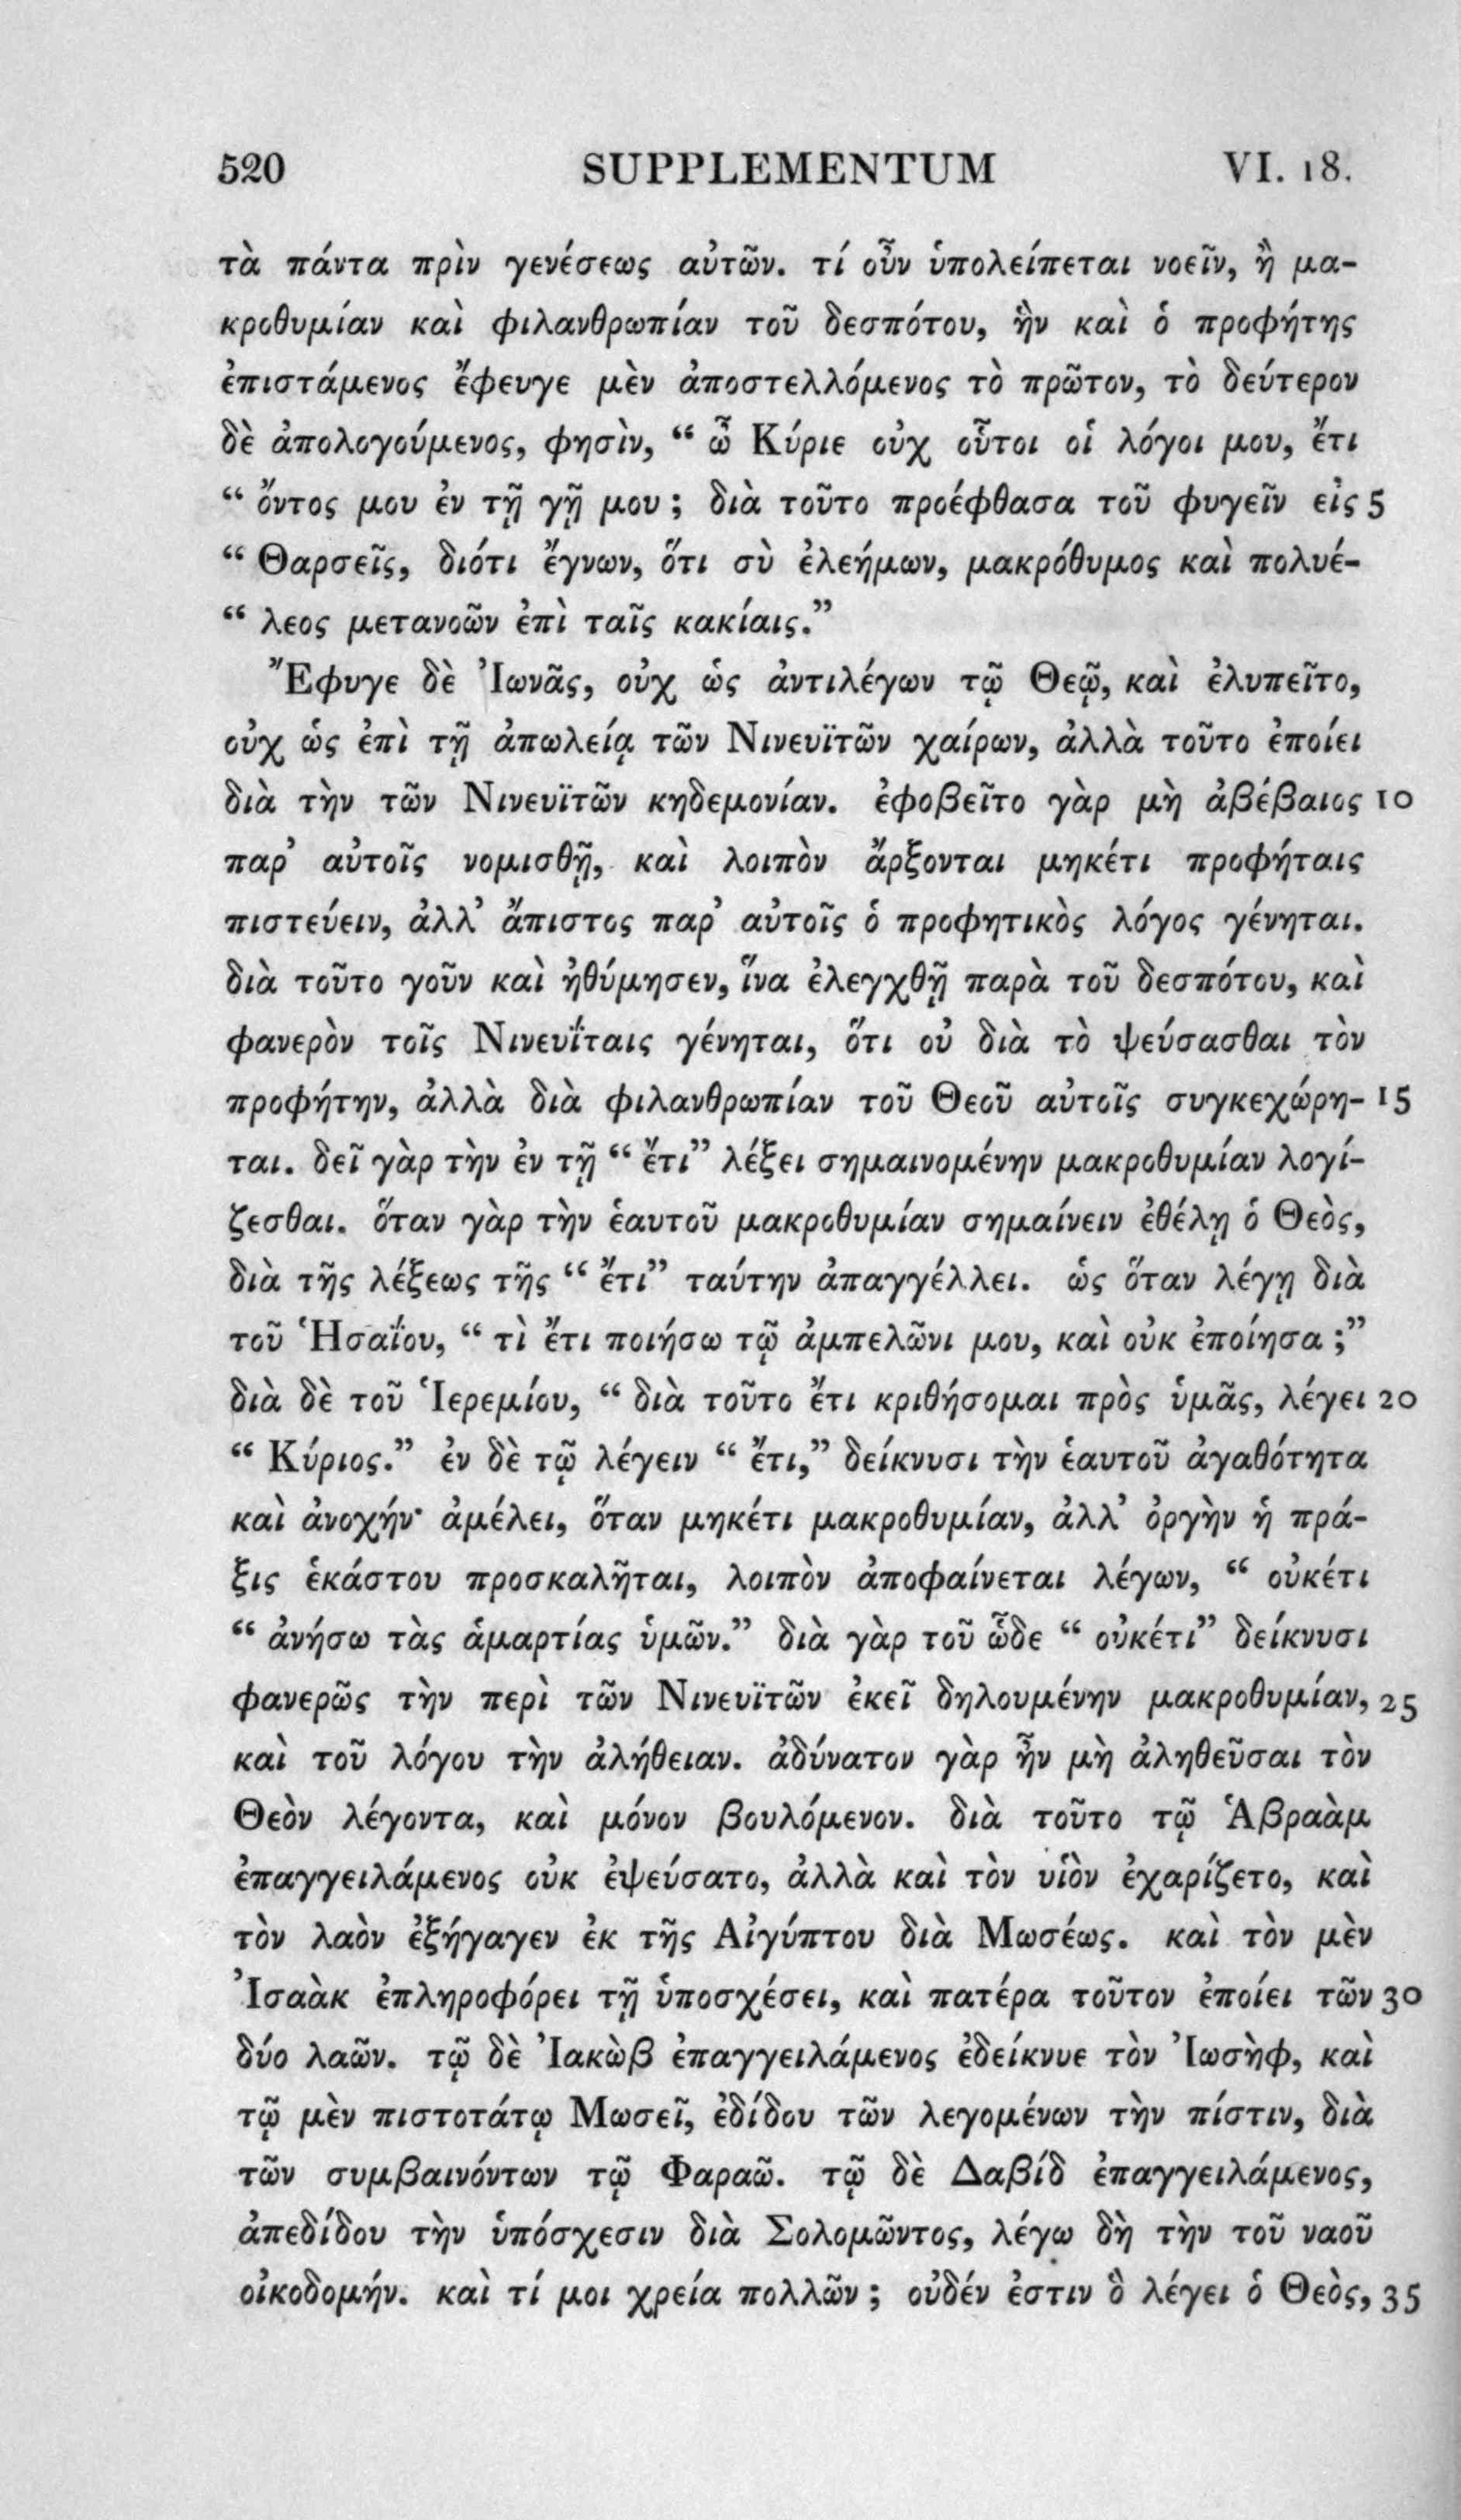 520 SUPPLEMENTUM VI. 18.
τὰ πάντα πρὶν γενέσεως αὐτῶν. τί οὖν ὑπολείπεται νοεῖν, ἢ μα-
κροθυμίαν καὶ φιλανθρωπίαν τοῦ δεσπότου, ἣν καὶ ὁ προφήτης
ἐπιστάμενος ἔφευγε μὲν ἀποστελλόμενος τὸ πρῶτον, τὸ δεύτερον
δὲ ἀπολογούμενος, φησὶν, “ ὦ Κύριε οὐχ οὗτοι οἱ λόγοι μου, ἔτι
“ ὄντος μου ἐν τῇ γῇ μου ; διὰ τοῦτο προέφθασα τοῦ φυγεῖν εἰς 5
“ Θαρσεῖς, διότι ἔγνων, ὅτι σὺ ἐλεήμων, μακρόθυμος καὶ πολυέ-
“ λεος μετανοῶν ἐπὶ ταῖς κακίαις.”
Ἔφυγε δὲ Ἰωνᾶς, οὐχ ὡς ἀντιλέγων τῷ Θεῷ, καὶ ἐλυπεῖτο,
οὐχ ὡς ἐπὶ τῇ ἀπωλείᾳ τῶν Νινευϊτῶν χαίρων, ἀλλὰ τοῦτο ἐποίει
διὰ τὴν τῶν Νινευϊτῶν κηδεμονίαν. ἐφοβεῖτο γὰρ μὴ ἀβέβαιος 10
παρ’ αὐτοῖς νομισθῇ, καὶ λοιπὸν ἄρξονται μηκέτι προφήταις
πιστεύειν, ἀλλ’ ἄπιστος παρ’ αὐτοῖς ὁ προφητικὸς λόγος γένηται.
διὰ τοῦτο γοῦν καὶ ἠθύμησεν, ἵνα ἐλεγχθῇ παρὰ τοῦ δεσπότου, καὶ
φανερὸν τοῖς Νινευΐταις γένηται, ὅτι οὐ διὰ τὸ ψεύσασθαι τὸν
προφήτην, ἀλλὰ διὰ φιλανθρωπίαν τοῦ Θεοῦ αὐτοῖς συγκεχώρη- 15
ται. δεῖ γὰρ τὴν ἐν τῇ “ ἔτι” λέξει σημαινομένην μακροθυμίαν λογί-
ζεσθαι. ὅταν γὰρ τὴν ἑαυτοῦ μακροθυμίαν σημαίνειν ἐθέλῃ ὁ Θεὸς,
διὰ τῆς λέξεως τῆς “ ἔτι” ταύτην ἀπαγγέλλει. ὡς ὅταν λέγῃ διὰ
τοῦ Ἡσαΐου, “ τὶ ἔτι ποιήσω τῷ ἀμπελῶνι μου, καὶ οὐκ ἐποίησα ;”
διὰ δὲ τοῦ Ἱερεμίου, “ διὰ τοῦτο ἔτι κριθήσομαι πρὸς ὑμᾶς, λέγει 20
“ Κύριος.” ἐν δὲ τῷ λέγειν “ ἔτι,” δείκνυσι τὴν ἑαυτοῦ ἀγαθότητα
καὶ ἀνοχήν· ἀμέλει, ὅταν μηκέτι μακροθυμίαν, ἀλλ’ ὀργὴν ἡ πρά-
ξις ἑκάστου προσκαλῆται, λοιπὸν ἀποφαίνεται λέγων, “ οὐκέτι
“ ἀνήσω τὰς ἁμαρτίας ὑμῶν.” διὰ γὰρ τοῦ ὧδε “ οὐκέτι” δείκνυσι
φανερῶς τὴν περὶ τῶν Νινευϊτῶν ἐκεῖ δηλουμένην μακροθυμίαν, 25
καὶ τοῦ λόγου τὴν ἀλήθειαν. ἀδύνατον γὰρ ἦν μὴ ἀληθεῦσαι τὸν
Θεὸν λέγοντα, καὶ μόνον βουλόμενον. διὰ τοῦτο τῷ Ἀβραὰμ
ἐπαγγειλάμενος οὐκ ἐψεύσατο, ἀλλὰ καὶ τὸν υἱὸν ἐχαρίζετο, καὶ
τὸν λαὸν ἐξήγαγεν ἐκ τῆς Αἰγύπτου διὰ Μωσέως. καὶ τὸν μὲν
Ἰσαὰκ ἐπληροφόρει τῇ ὑποσχέσει, καὶ πατέρα τοῦτον ἐποίει τῶν 30
δύο λαῶν. τῷ δὲ Ἰακὼβ ἐπαγγειλάμενος ἐδείκνυε τὸν Ἰωσὴφ, καὶ
τῷ μὲν πιστοτάτῳ Μωσεῖ, ἐδίδου τῶν λεγομένων τὴν πίστιν, διὰ
τῶν συμβαινόντων τῷ Φαραῶ. τῷ δὲ Δαβίδ ἐπαγγειλάμενος,
ἀπεδίδου τὴν ὑπόσχεσιν διὰ Σολομῶντος, λέγω δὴ τὴν τοῦ ναοῦ
οἰκοδομήν. καὶ τί μοι χρεία πολλῶν ; οὐδέν ἐστιν ὃ λέγει ὁ Θεὸς, 35